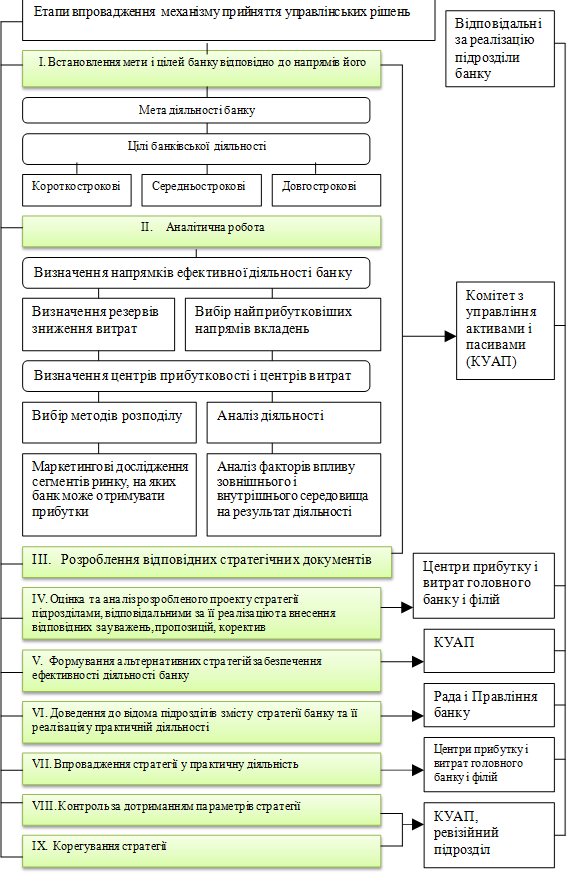 Етапи впровадження механізму прийняття управлінських рішень
Відповідальні
за реалізацію
підрозділи
банку
І. Встановлення мети і цілей банку відповідно до напрямів його
Мета діяльності банку
Цілі банківської діяльності
Короткострокові
Середньострокові
Довгострокові
ІІ. Аналітична робота
Визначення напрямків ефективної діяльності банку
Визначення резервів
зниження витрат
Вибір найприбутковіших
напрямів вкладень
Комітет з
управління
активами і
пасивами
(КУАП)
Визначення центрів прибутковості і центрів витрат
Вибір методів розподілу
Аналіз діяльності
Маркетингові дослідження
сегментів ринку, на яких
банк може отримувати
прибутки
Аналіз факторів впливу
зовнішнього і
внутрішнього середовища
на результат діяльності
ІІІ. Розроблення відповідних стратегічних документів
Центри прибутку і
витрат головного
банку і філій
IV. Оцінка та аналіз розробленого проекту стратегії
підрозділами, відповідальними за її реалізацію та внесення
відповідних зауважень, пропозицій, коректив
V. Формування альтернативних стратегій забезпечення
ефективності діяльності банку
КУАП
VI. Доведення до відома підрозділів змісту стратегії банку та її
реалізація у практичній діяльності
Рада і Правління
банку
VII. Впровадження стратегії у практичну діяльність
Центри прибутку і
витрат головного
банку і філій
VIII. Контроль за дотриманням параметрів стратегії
КУАП,
ревізійний
підрозділ
IX. Корегування стратегії